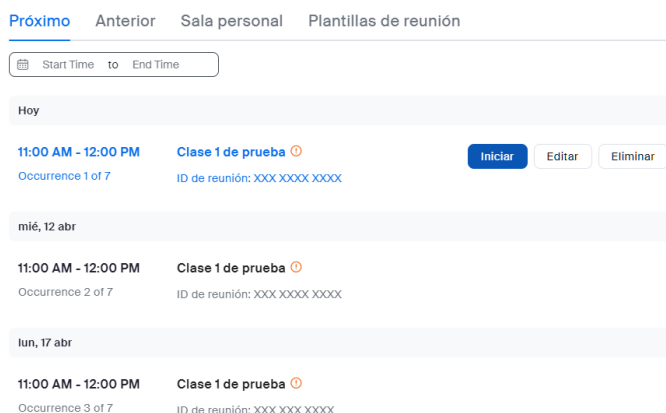 Próximo Anterior Sala personal Plantillas de reunión
Start Time to End Time
Hoy
11:00 AM - 12:00 PM Clase 1 de prueba Iniciar Editar Eliminar
Occurrence 1 of 7 ID de reunión: XXX XXXX XXXX
mié, 12 abr
11:00 AM - 12:00 PM Clase 1 de prueba
Occurrence 2 of 7 ID de reunión: XXX XXXX XXXX
lun, 17 abr
11:00 AM - 12:00 PM Clase 1 de prueba
Occurrence 3 of 7 ID de reunión: XXX XXX XXXX